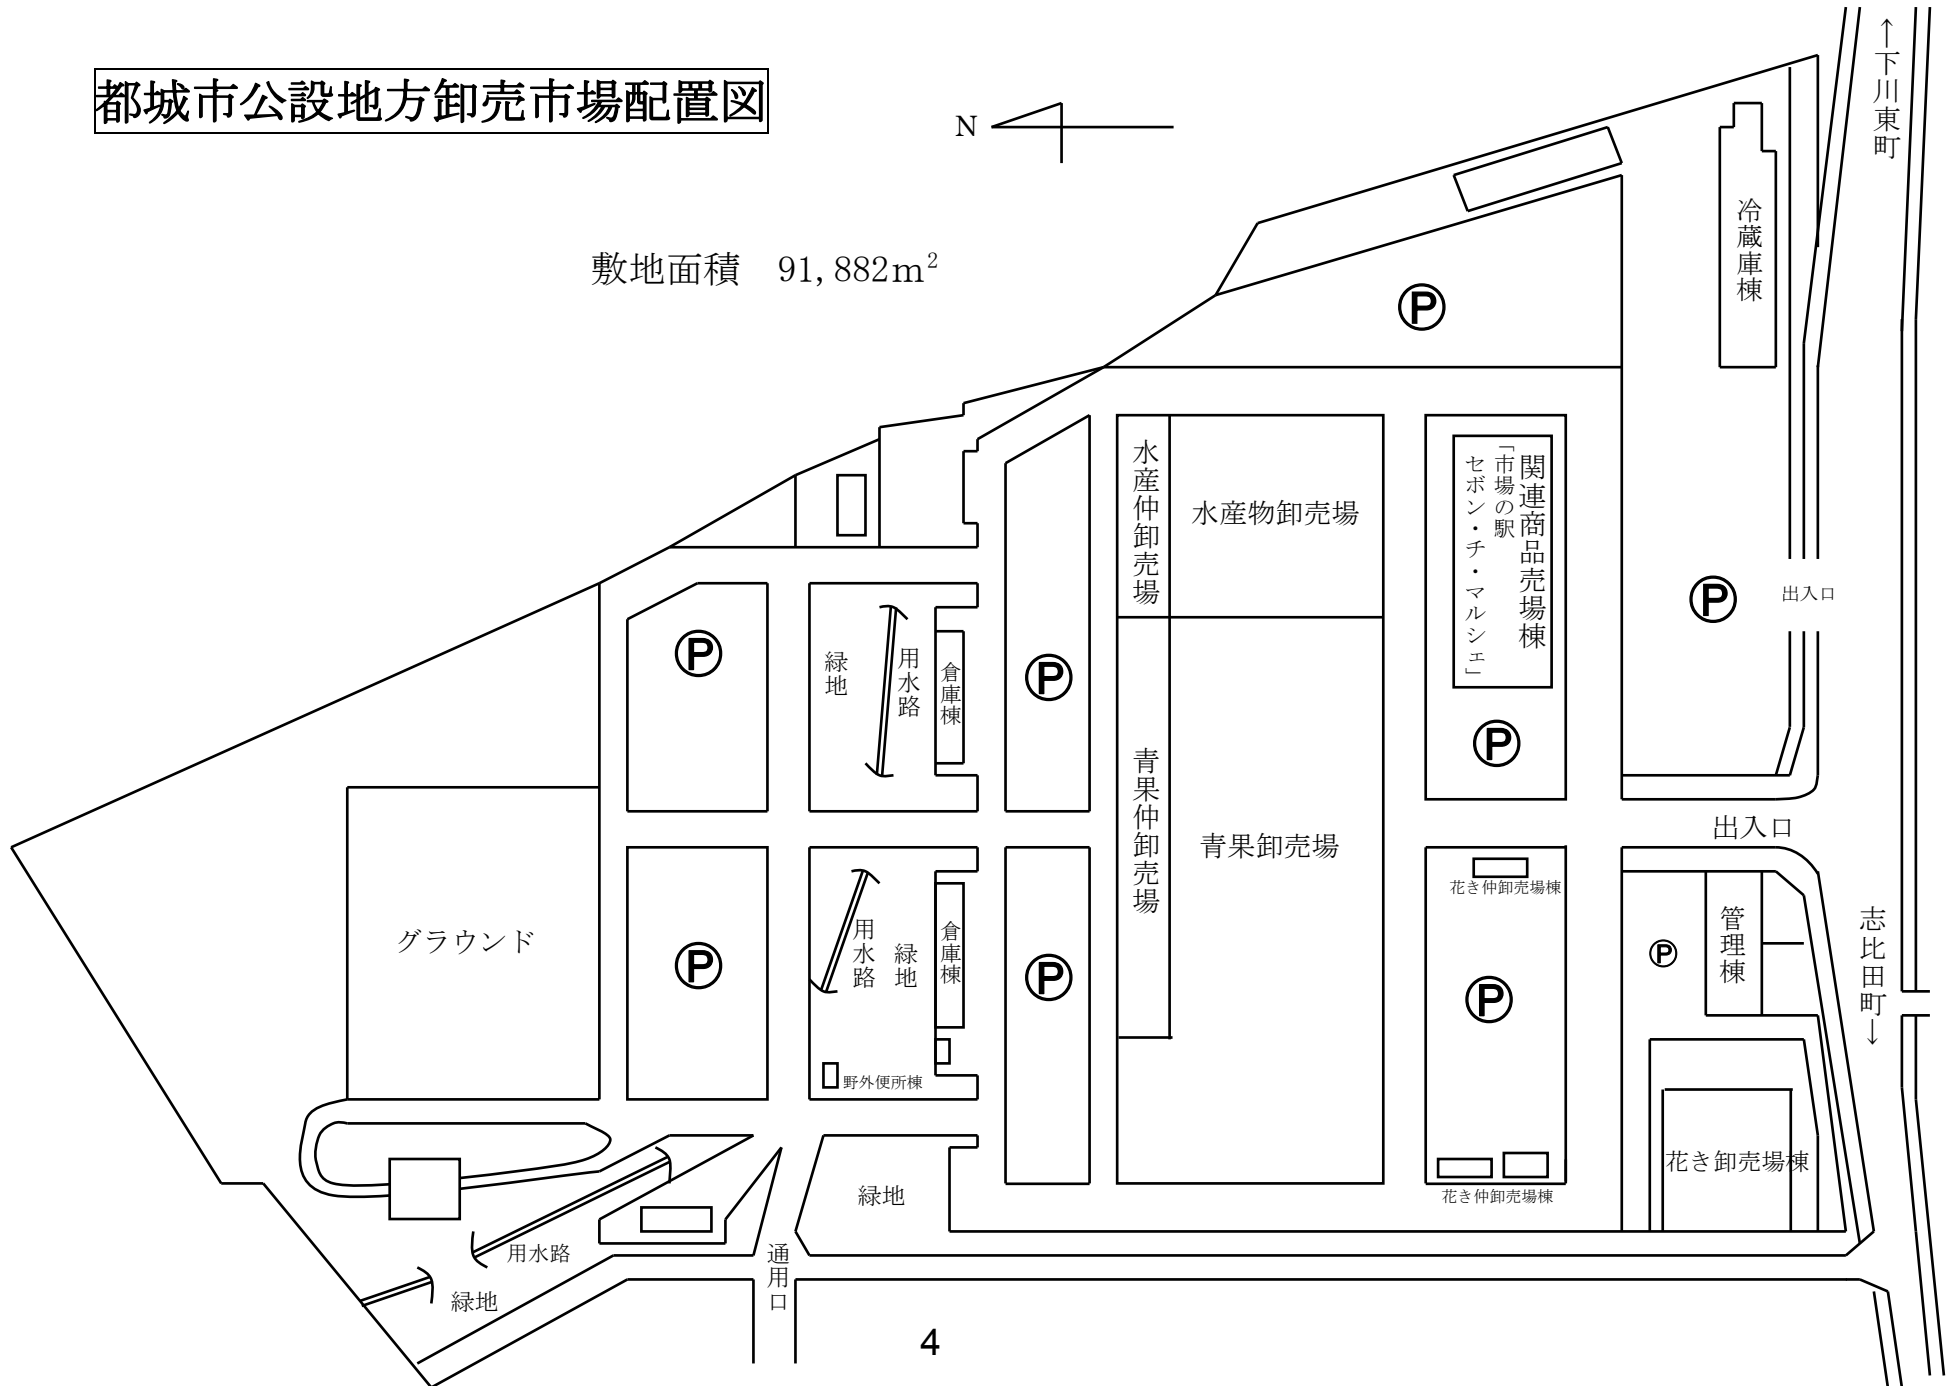 都城市公設地方卸売市場配置図
N
敷地面積　91,882m²
↑下川東町
冷蔵庫棟
P
水産仲卸売場
水産物卸売場
関連商品売場棟
「市場の駅
セボン・チ・マルシェ」
P
出入口
P
緑地
用水路
倉庫棟
P
P
青果仲卸売場
青果卸売場
出入口
グラウンド
P
用水路
緑地
倉庫棟
P
花き仲卸売場棟
P
P
管理棟
志比田町↓
野外便所棟
花き卸売場棟
緑地
花き仲卸売場棟
用水路
通用口
緑地
4